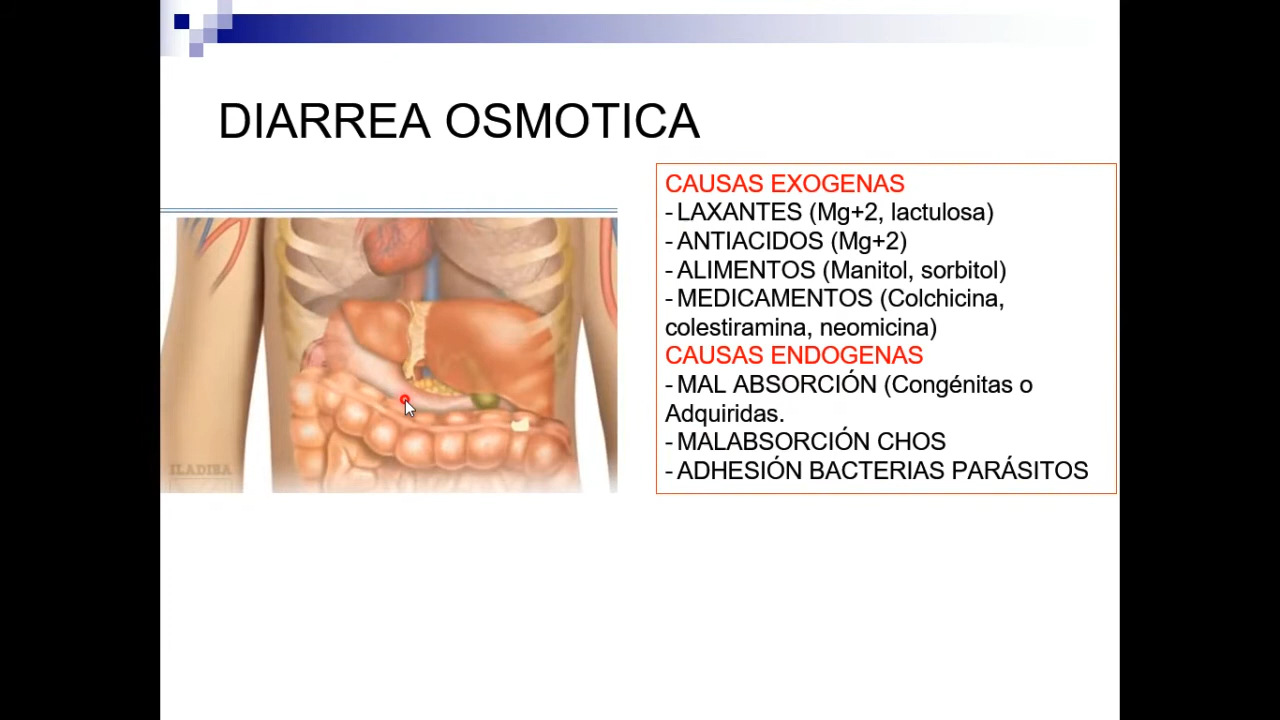 DIARREA OSMOTICA
CAUSAS EXOGENAS
- LAXANTES (Mg+2, lactulosa)
- ANTIACIDOS (Mg+2)
- ALIMENTOS (Manitol, sorbitol)
- MEDICAMENTOS (Colchicina,
colestiramina, neomicina)
CAUSAS ENDOGENAS
- MAL ABSORCIÓN (Congénitas o
Adquiridas.
- MALABSORCIÓN CHOS
- ADHESIÓN BACTERIAS PARÁSITOS
ILADIBA